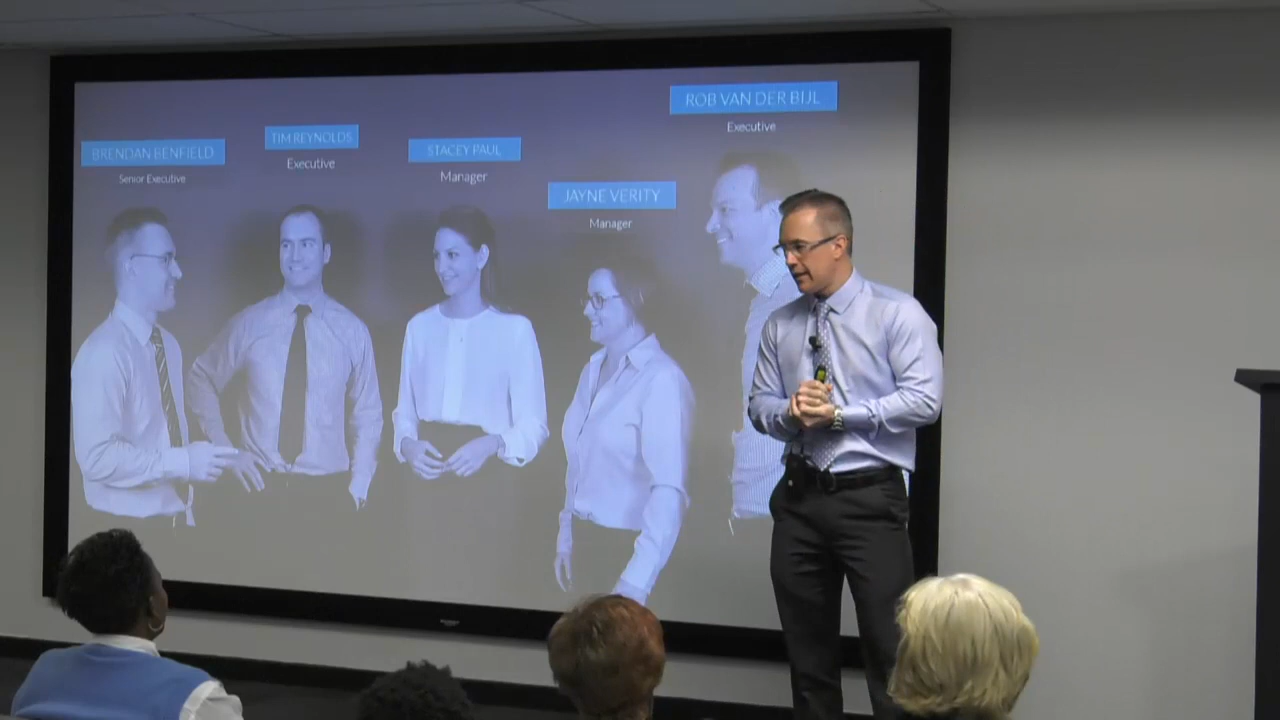 BRENDAN BENFIELD
Senior Executive
TIM REYNOLDS
Executive
STACEY PAUL
Manager
JAYNE VERITY
Manager
ROB VAN DER BIJL
Executive